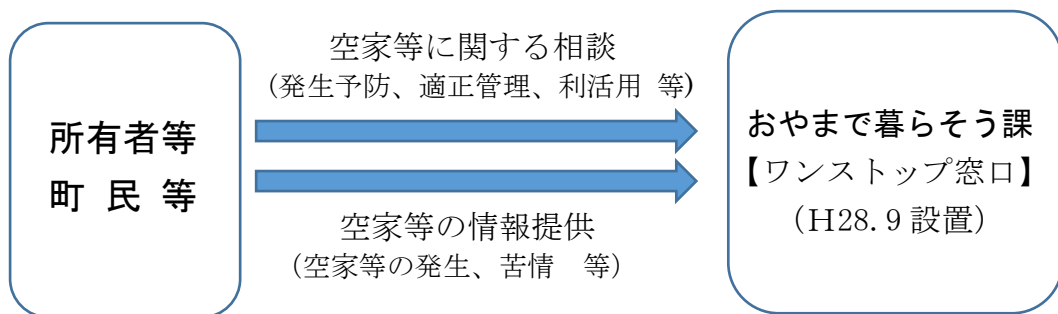 所有者等
町 民 等
空家等に関する相談
(発生予防、適正管理、利活用 等)
空家等の情報提供
(空家等の発生、苦情　等)
おやまで暮らそう課
【ワンストップ窓口】
（H28.9 設置）